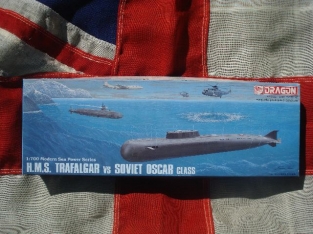 DRAGON
1:700 Modern Sea Power Series
H.M.S. TRAFALGAR VS SOVIET OSCAR CLASS